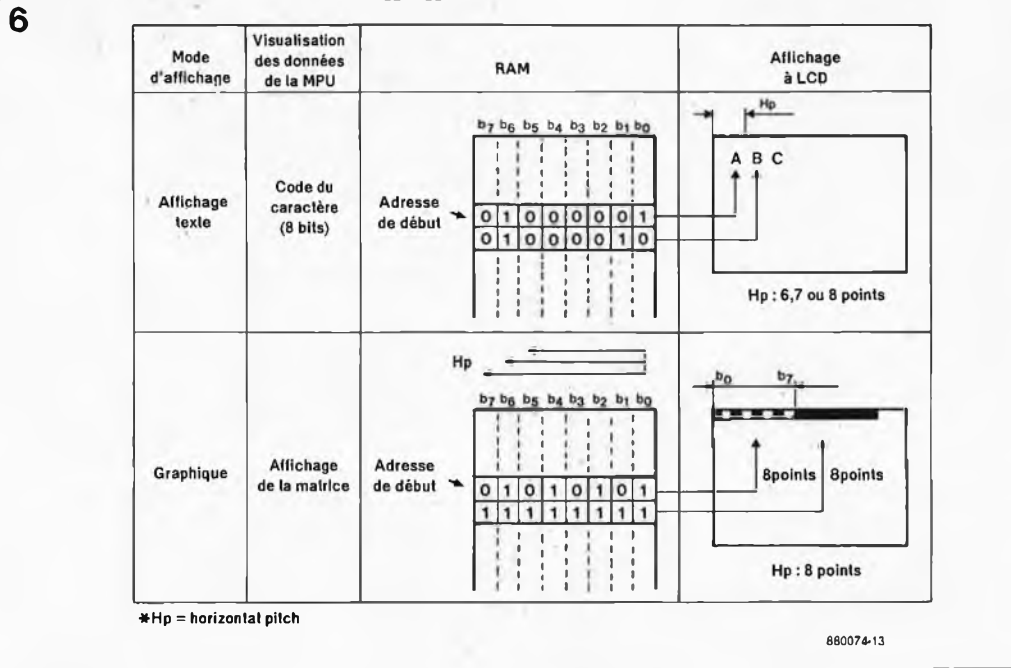 6
Mode
d'affichage
Visualisation
des données
de la MPU
RAM
Affichage
à LCD
Affichage
texte
Code du
caractère
(8 bits)
Adresse
de début
b7 b6 b5 b4 b3 b2 b1 b0
0 1 0 0 0 0 0 1
0 1 0 0 0 0 1 0
Hp
A B C
Hp : 6,7 ou 8 points
Graphique
Affichage
de la matrice
Adresse
de début
Hp
b7 b6 b5 b4 b3 b2 b1 b0
0 1 0 1 0 1 0 1
1 1 1 1 1 1 1 1
b0 b7
8points 8points
Hp : 8 points
*Hp = horizontal pitch
880074-13